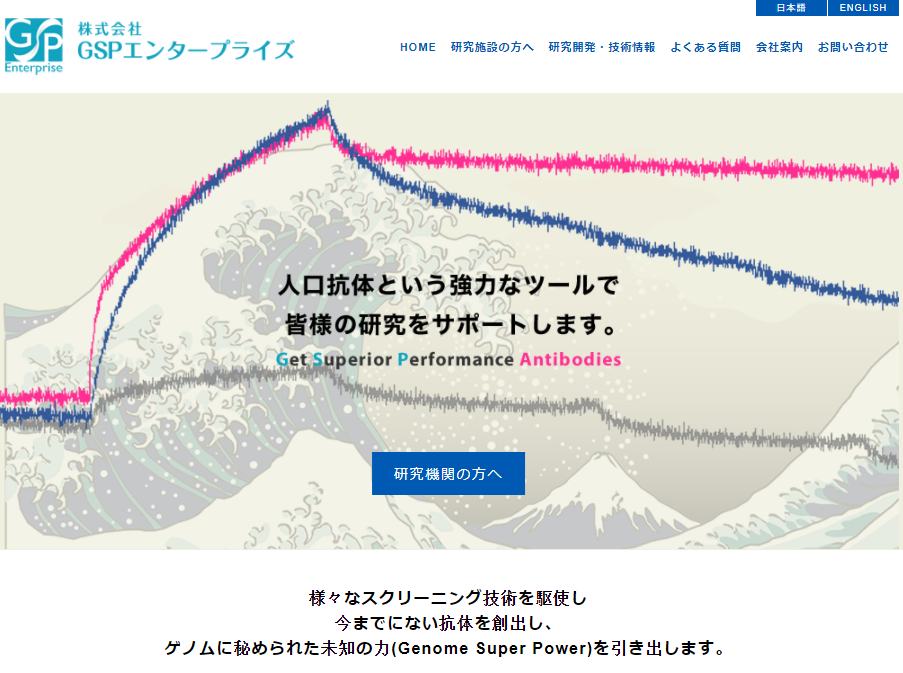 日本語 ENGLISH
GSP
Enterprise
株式会社
GSPエンタープライズ
HOME 研究施設の方へ 研究開発・技術情報 よくある質問 会社案内 お問い合わせ
人口抗体という強力なツールで
皆様の研究をサポートします。
Get Superior Performance Antibodies
研究機関の方へ
様々なスクリーニング技術を駆使し
今までにない抗体を創出し、
ゲノムに秘められた未知の力(Genome Super Power)を引き出します。